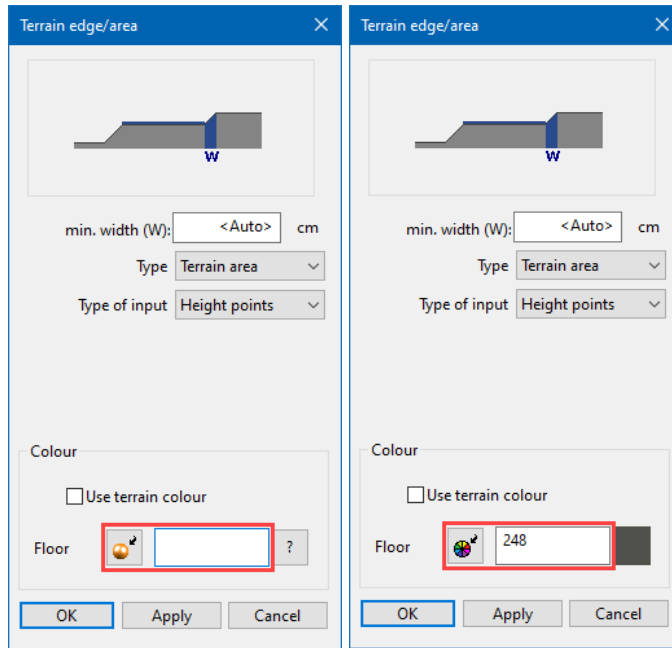 Terrain edge/area
W
min. width (W): <Auto> cm
Type Terrain area
Type of input Height points
Colour
Use terrain colour
Floor ?
OK Apply Cancel
Terrain edge/area
W
min. width (W): <Auto> cm
Type Terrain area
Type of input Height points
Colour
Use terrain colour
Floor 248
OK Apply Cancel